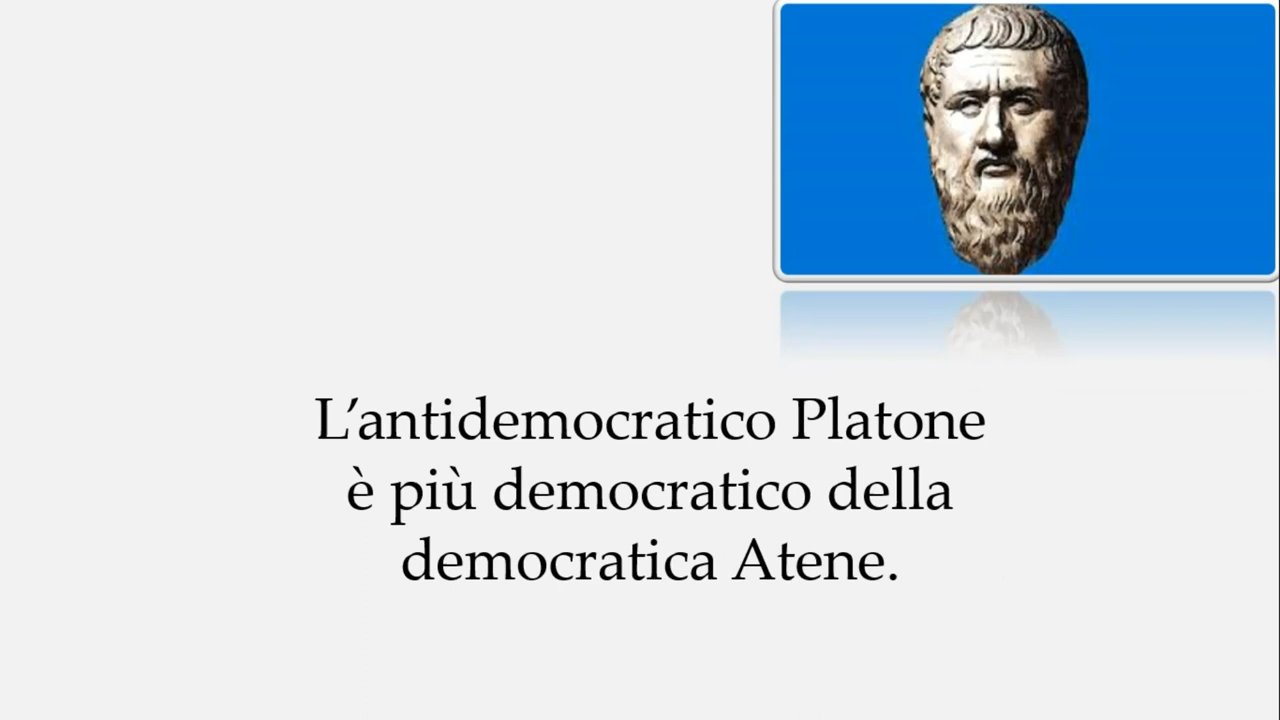 L’antidemocratico Platone
è più democratico della
democratica Atene.